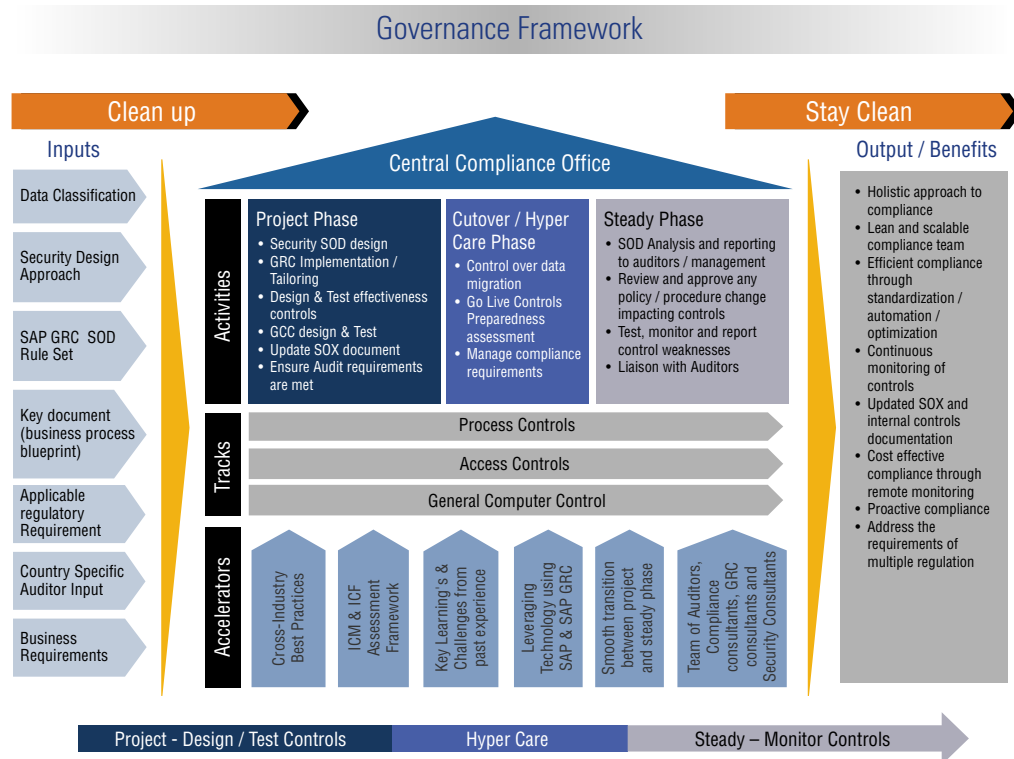 Governance Framework
Clean up
Stay Clean
Inputs
Data Classification
Security Design
Approach
SAP GRC SOD
Rule Set
Key document
(business process
blueprint)
Applicable
regulatory
Requirement
Country Specific
Auditor Input
Business
Requirements
Central Compliance Office
Activities
Project Phase
• Security SOD design
• GRC Implementation /
Tailoring
• Design & Test effectiveness
controls
• GCC design & Test
• Update SOX document
• Ensure Audit requirements
are met
Cutover / Hyper
Care Phase
• Control over data
migration
• Go Live Controls
Preparedness
assessment
• Manage compliance
requirements
Steady Phase
• SOD Analysis and reporting
to auditors / management
• Review and approve any
policy / procedure change
impacting controls
• Test, monitor and report
control weaknesses
• Liaison with Auditors
Tracks
Process Controls
Access Controls
General Computer Control
Accelerators
Cross-Industry
Best Practices
ICM & ICF
Assessment
Framework
Key Learning's &
Challenges from
past experience
Leveraging
Technology using
SAP & SAP GRC
Smooth transition
between project
and steady phase
Team of Auditors,
Compliance
consultants, GRC
consultants and
Security Consultants
Output / Benefits
• Holistic approach to
compliance
• Lean and scalable
compliance team
• Efficient compliance
through
standardization /
automation /
optimization
• Continuous
monitoring of
controls
• Updated SOX and
internal controls
documentation
• Cost effective
compliance through
remote monitoring
• Proactive compliance
• Address the
requirements of
multiple regulation
Project - Design / Test Controls
Hyper Care
Steady – Monitor Controls